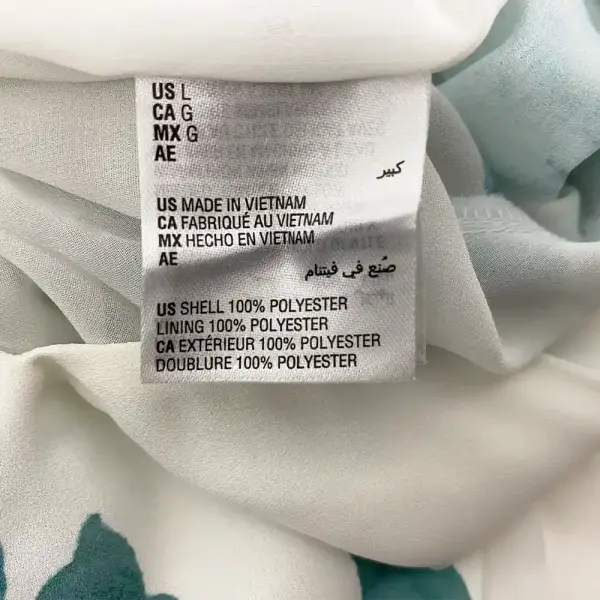 US L
CA G
MX G
AE
كبير
US MADE IN VIETNAM
CA FABRIQUÉ AU VIETNAM
MX HECHO EN VIETNAM
AE
صُنع في فيتنام
US SHELL 100% POLYESTER
LINING 100% POLYESTER
CA EXTÉRIEUR 100% POLYESTER
DOUBLURE 100% POLYESTER